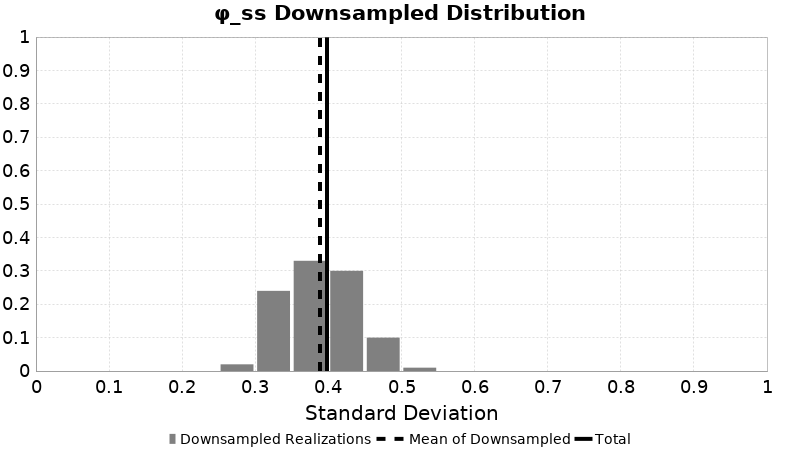 φ_ss Downsampled Distribution
1
0.9
0.8
0.7
0.6
0.5
0.4
0.3
0.2
0.1
0
0 0.1 0.2 0.3 0.4 0.5 0.6 0.7 0.8 0.9 1
Standard Deviation
Downsampled Realizations Mean of Downsampled Total